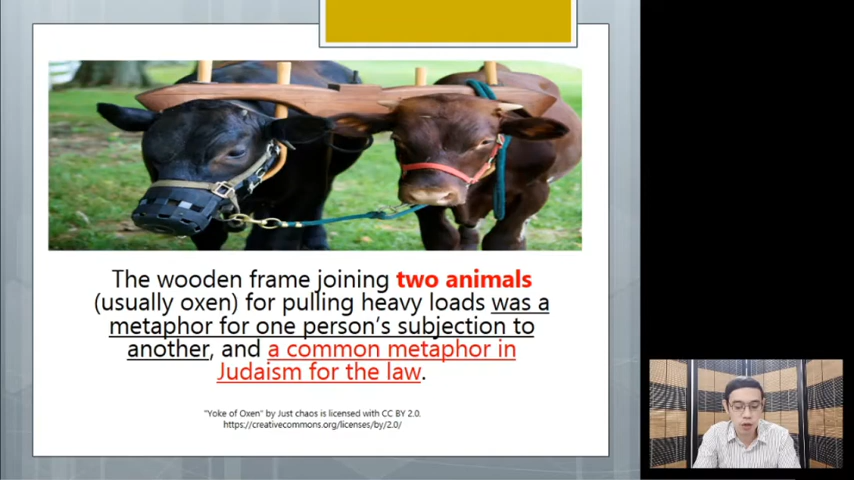 The wooden frame joining two animals
(usually oxen) for pulling heavy loads was a
metaphor for one person's subjection to
another, and a common metaphor in
Judaism for the law.
"Yoke of Oxen" by Just chaos is licensed with CC BY 2.0.
https://creativecommons.org/licenses/by/2.0/